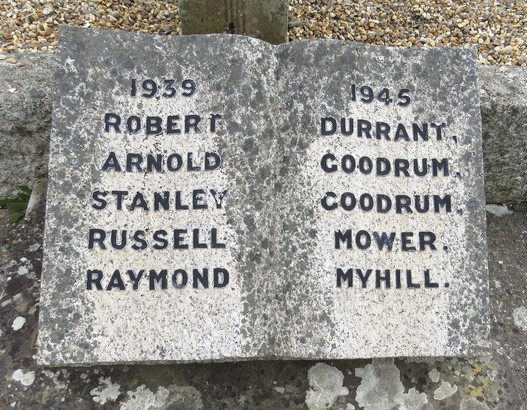 1939 1945
ROBERT DURRANT,
ARNOLD GOODRUM,
STANLEY GOODRUM,
RUSSELL MOWER,
RAYMOND MYHILL.